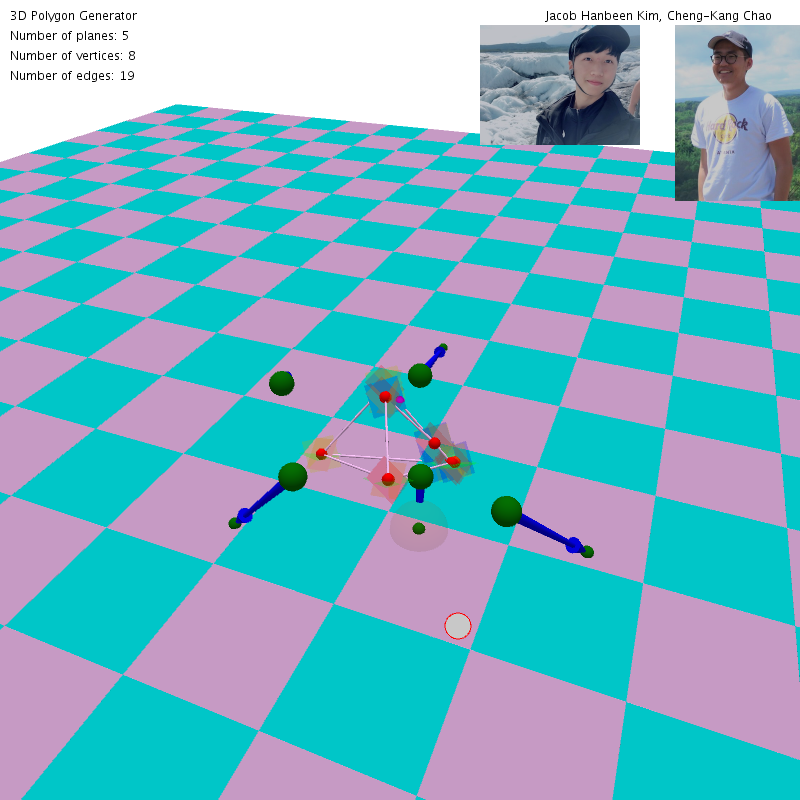 3D Polygon Generator
Jacob Hanbeen Kim, Cheng-Kang Chao
Number of planes: 5
Number of vertices: 8
Number of edges: 19